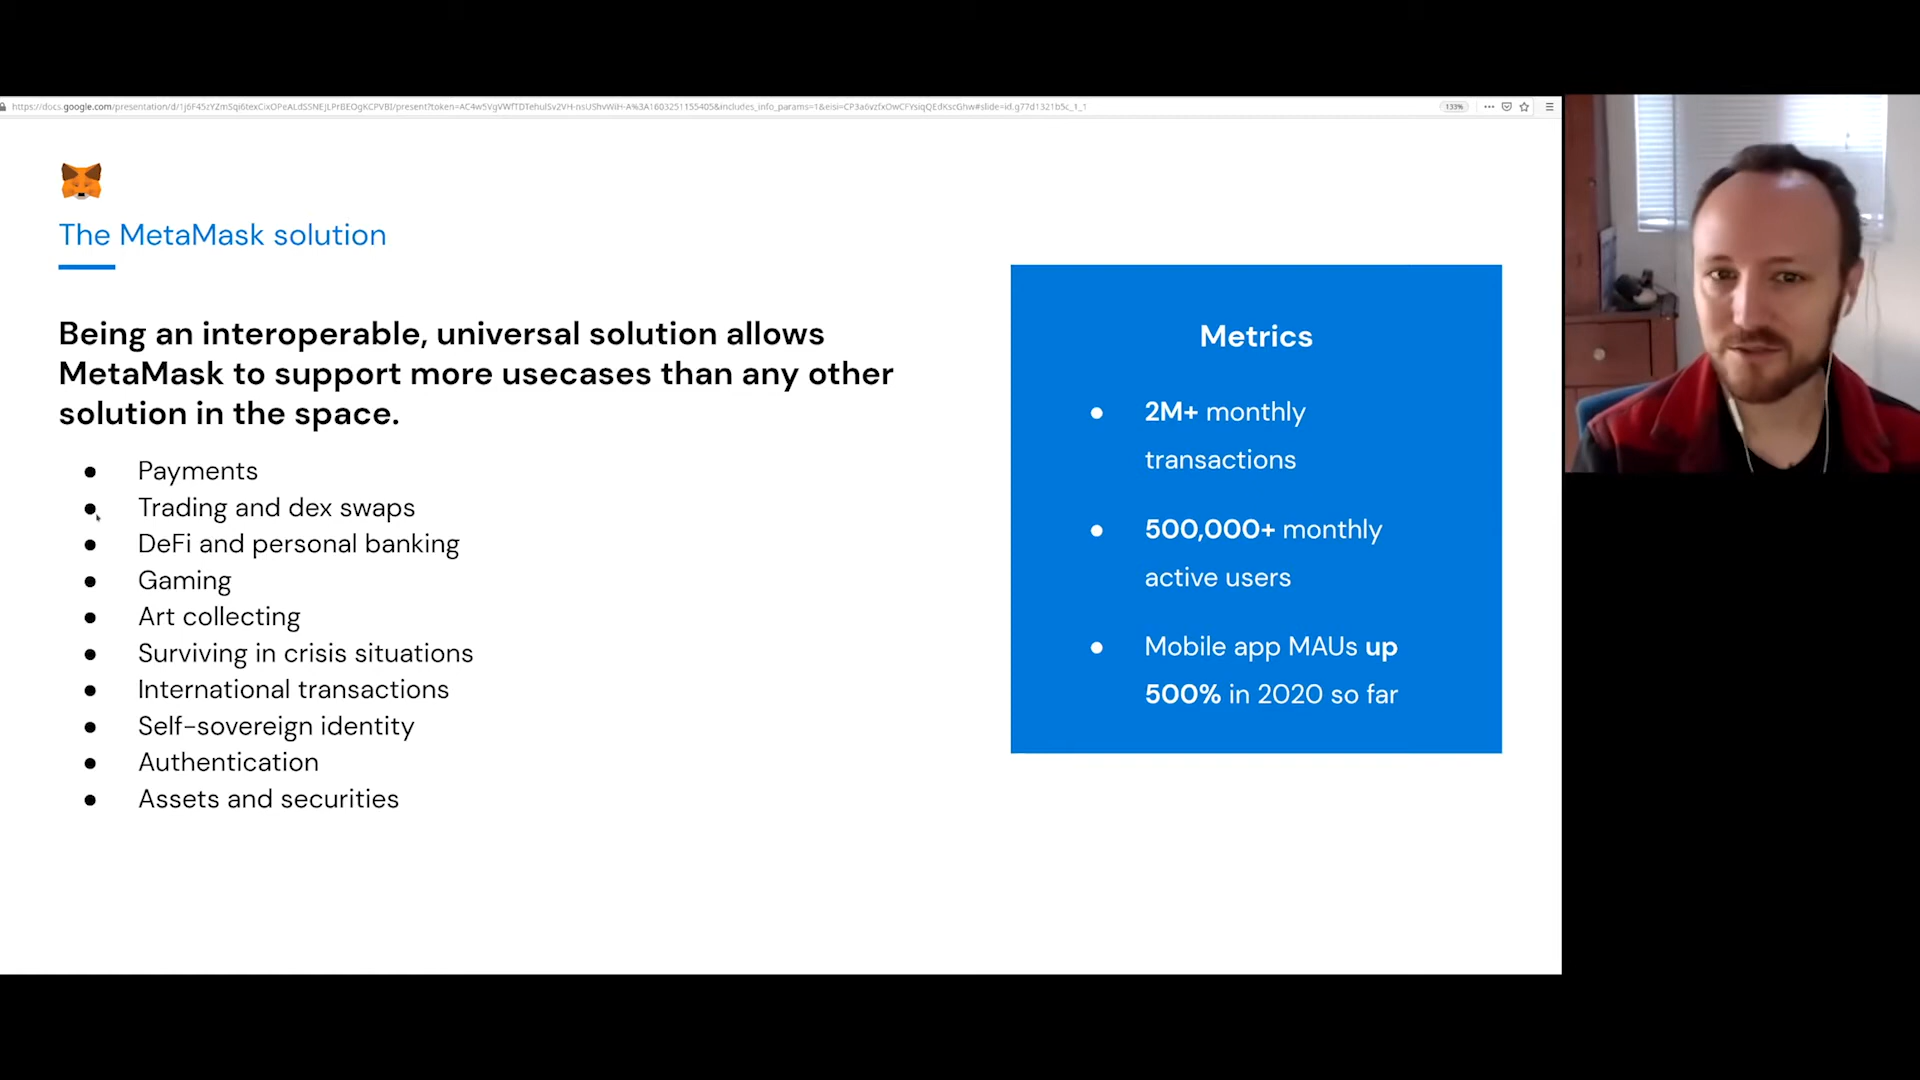 The MetaMask solution
Being an interoperable, universal solution allows
MetaMask to support more usecases than any other
solution in the space.
● Payments
● Trading and dex swaps
● DeFi and personal banking
● Gaming
● Art collecting
● Surviving in crisis situations
● International transactions
● Self-sovereign identity
● Authentication
● Assets and securities
Metrics
● 2M+ monthly
transactions
● 500,000+ monthly
active users
● Mobile app MAUs up
500% in 2020 so far
133%